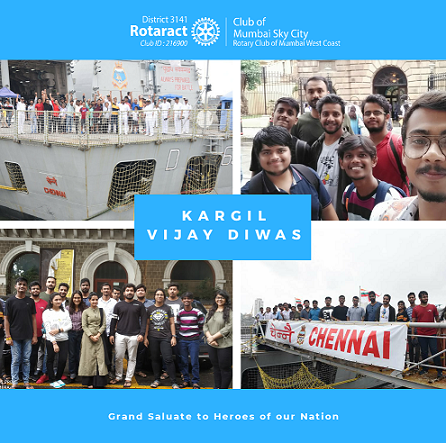 District 3141
Rotaract
Club ID : 216900
Club of
Mumbai Sky City
Rotary Club of Mumbai West Coast
CHENNAI
KARGIL
VIJAY DIWAS
चेन्नै CHENNAI
Grand Saluate to Heroes of our Nation